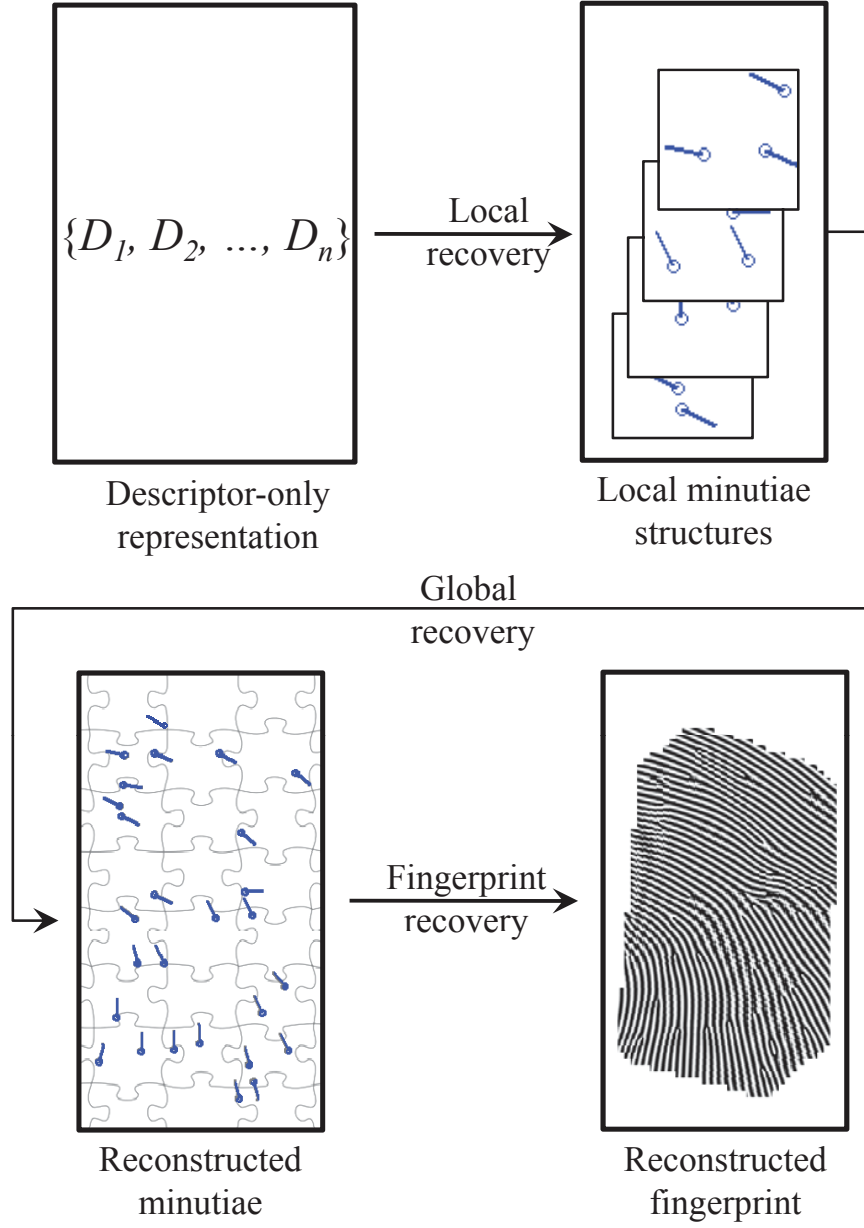 {D1, D2, ..., Dn}
Local
recovery
Descriptor-only
representation
Local minutiae
structures
Global
recovery
Fingerprint
recovery
Reconstructed
minutiae
Reconstructed
fingerprint